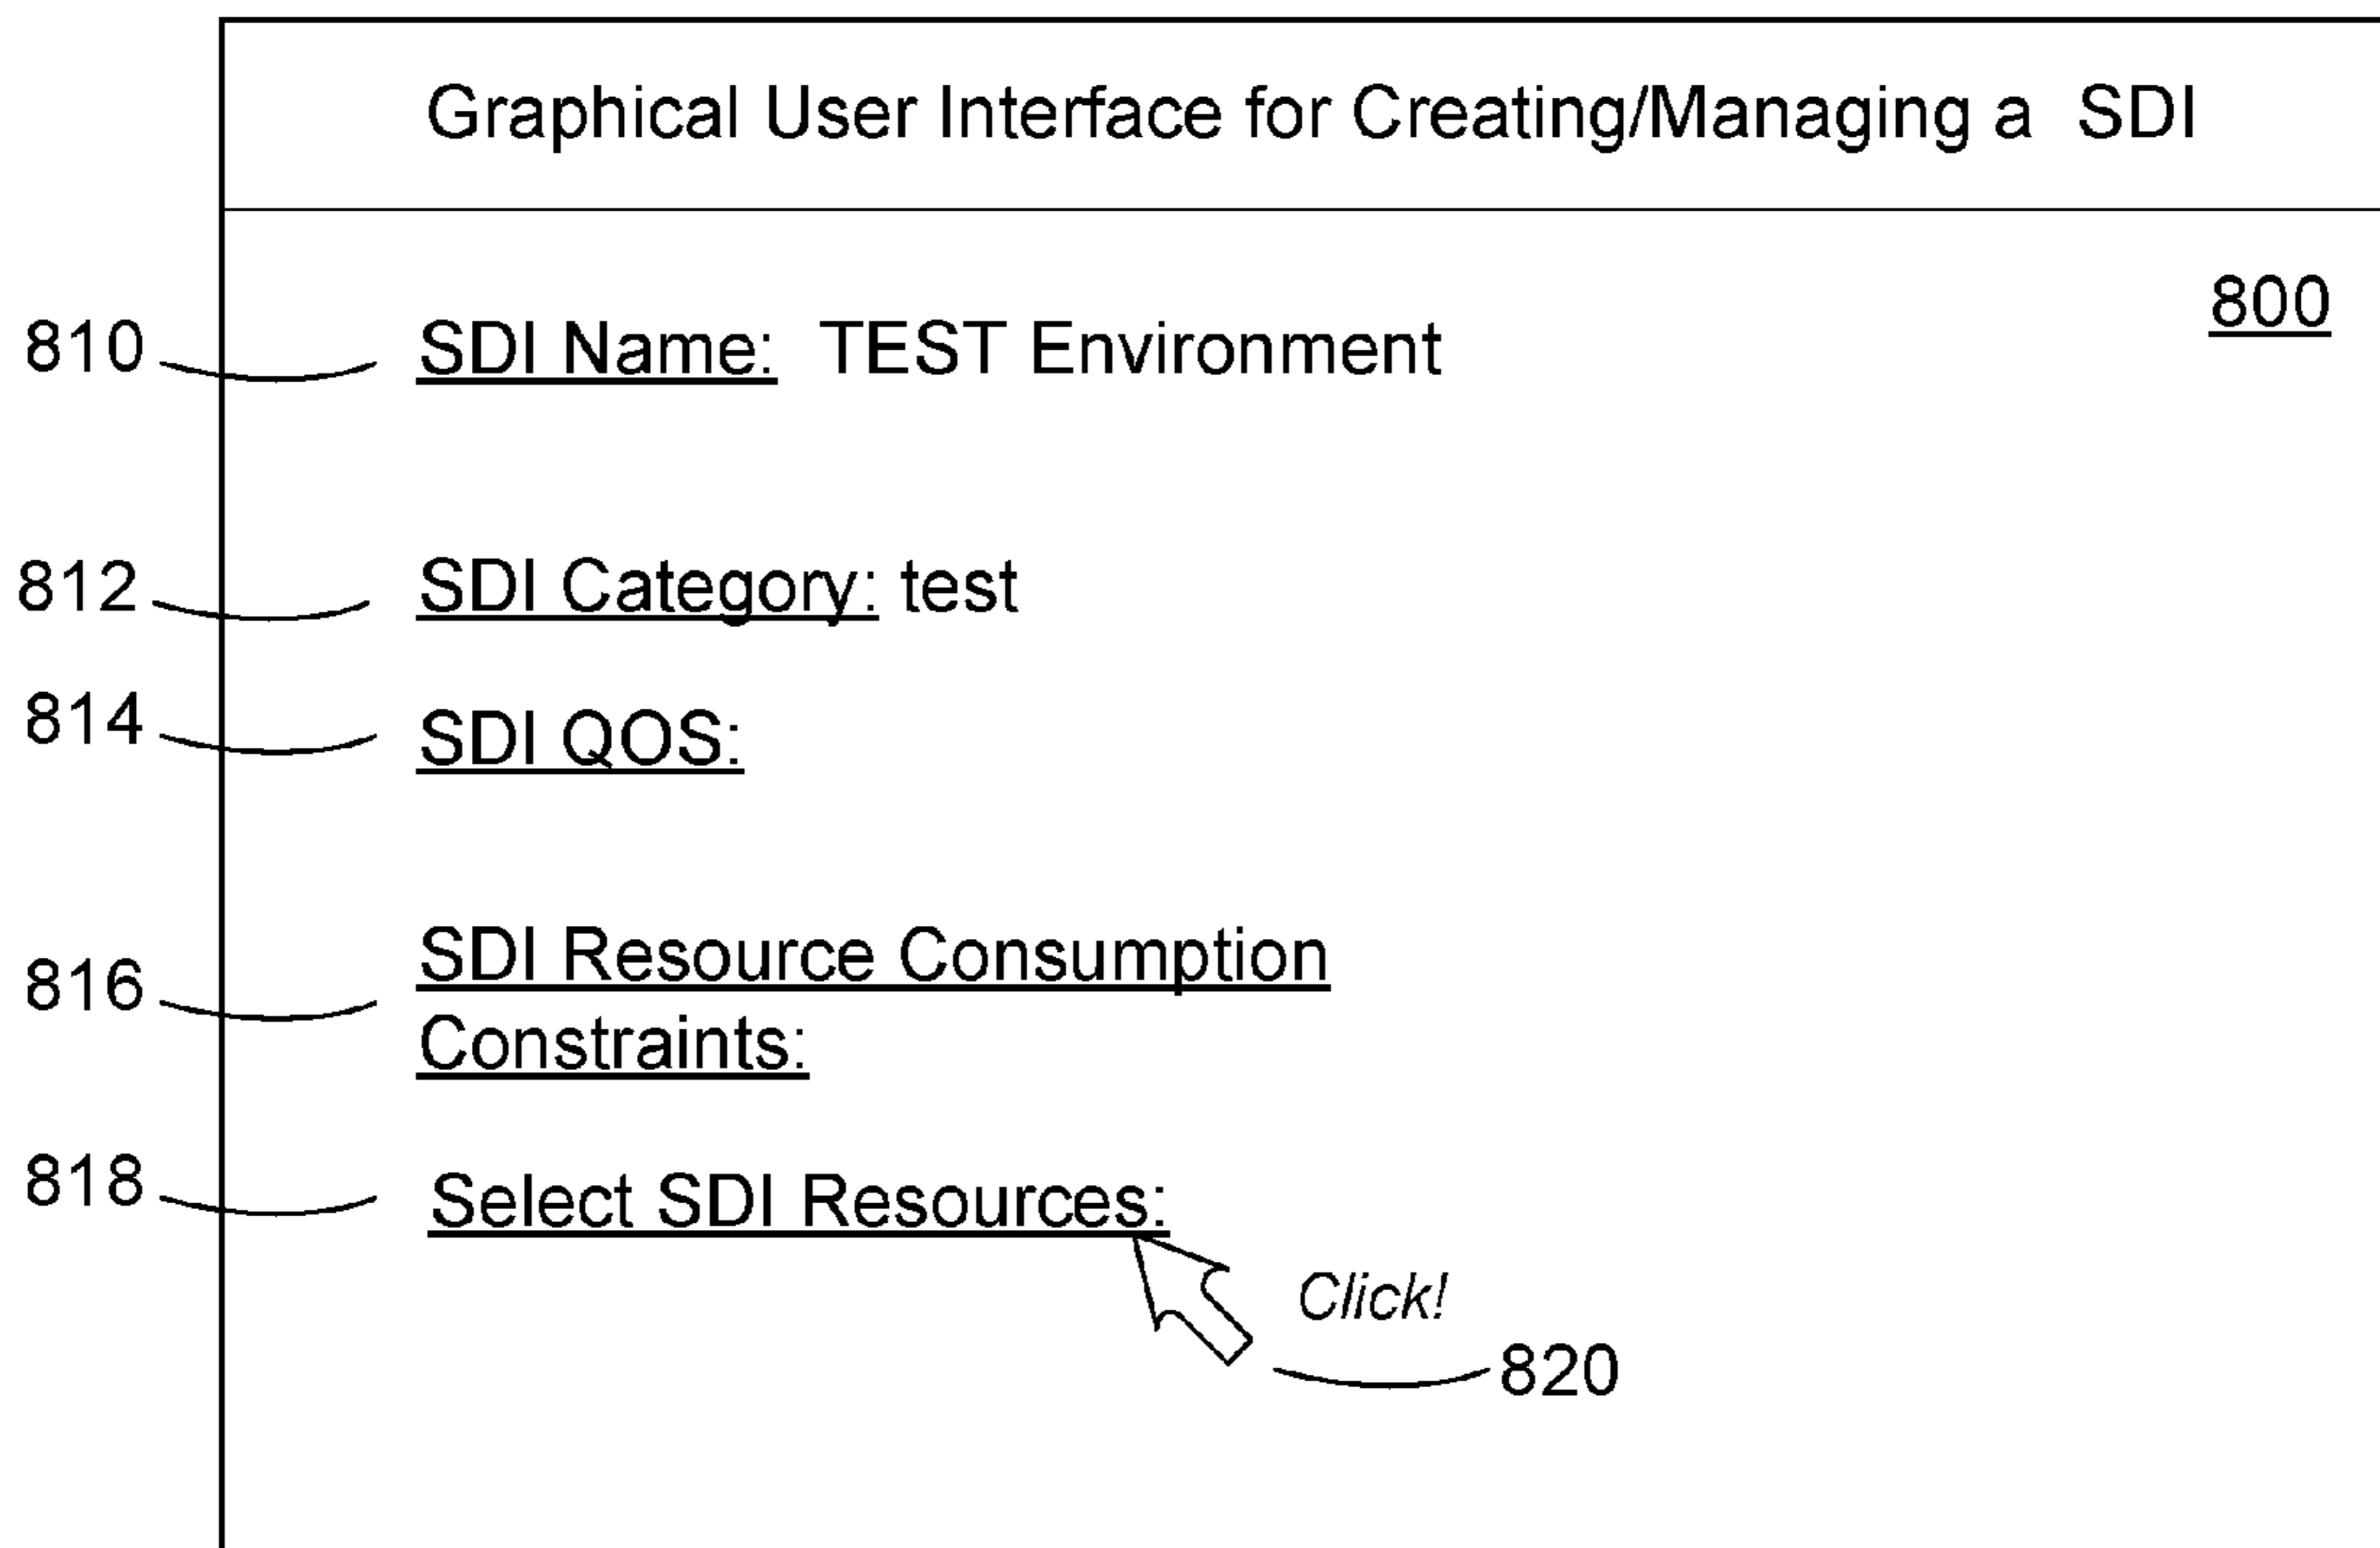 Graphical User Interface for Creating/Managing a SDI
800
810 SDI Name: TEST Environment
812 SDI Category: test
814 SDI QOS:
816 SDI Resource Consumption
Constraints:
818 Select SDI Resources:
Click!
820